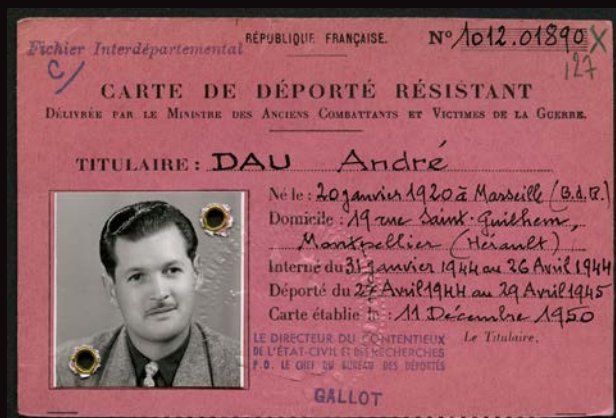 Fichier Interdépartemental
C/
RÉPUBLIQUE FRANÇAISE.
N° 1012.01890 X
127
CARTE DE DÉPORTÉ RÉSISTANT
DÉLIVRÉE PAR LE MINISTRE DES ANCIENS COMBATTANTS ET VICTIMES DE LA GUERRE.
TITULAIRE : DAU André
Né le : 20 janvier 1920 à Marseille (B.d.R.)
Domicile : 19 rue Saint-Guilhem,
Montpellier (Hérault)
Interné du 31 janvier 1944 au 26 Avril 1944
Déporté du 27 Avril 1944 au 29 Avril 1945
Carte établie le : 11 Décembre 1950
LE DIRECTEUR DU CONTENTIEUX
Le Titulaire,
DE L'ÉTAT-CIVIL ET DES RECHERCHES
P.O. LE CHEF DU BUREAU DES DÉPORTÉS
GALLOT